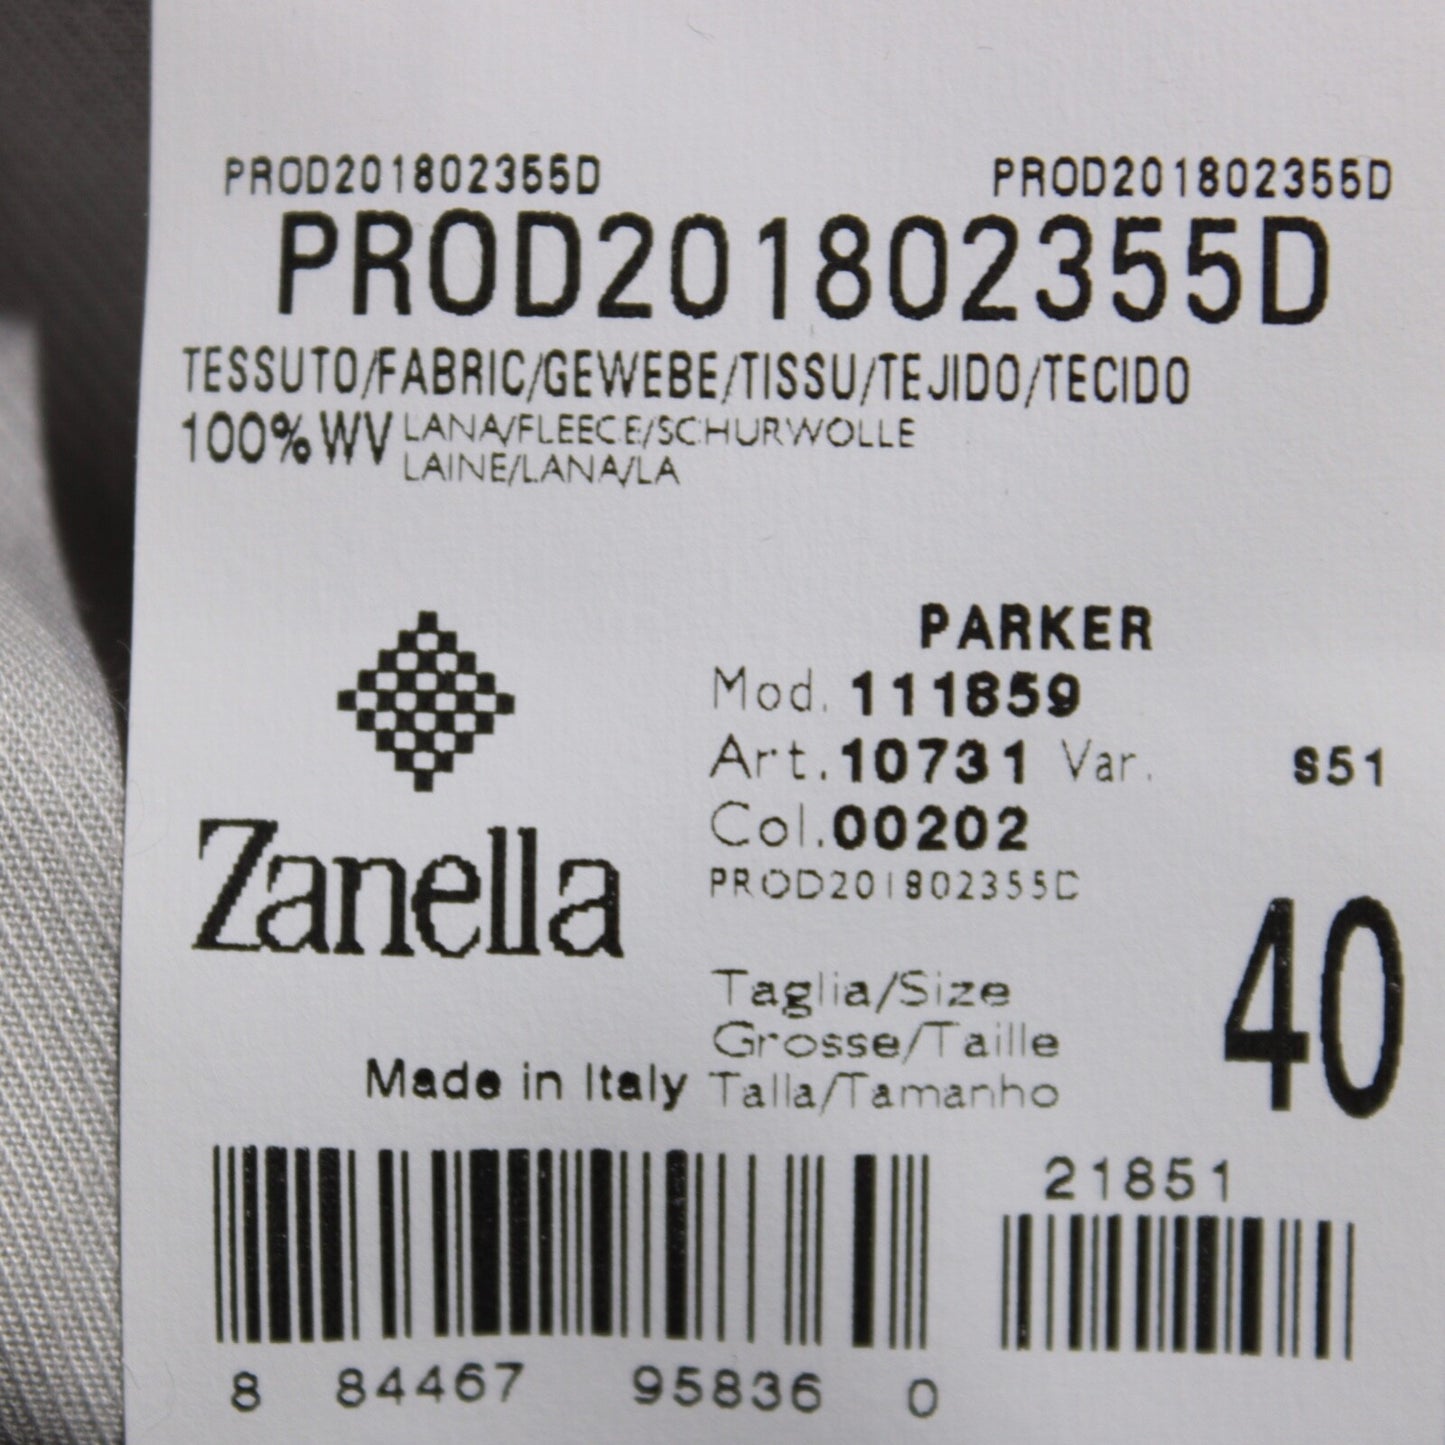 PROD201802355D PROD201802355D
PROD201802355D
TESSUTO/FABRIC/GEWEBE/TISSU/TEJIDO/TECIDO
100% WV LANA/FLEECE/SCHURWOLLE
LAINE/LANA/LA
PARKER
Mod. 111859
Art. 10731 Var. S51
Col. 00202
PROD201802355D
Zanella
Made in Italy
Taglia/Size
Grosse/Taille
Talla/Tamanho
40
21851
8 84467 95836 0